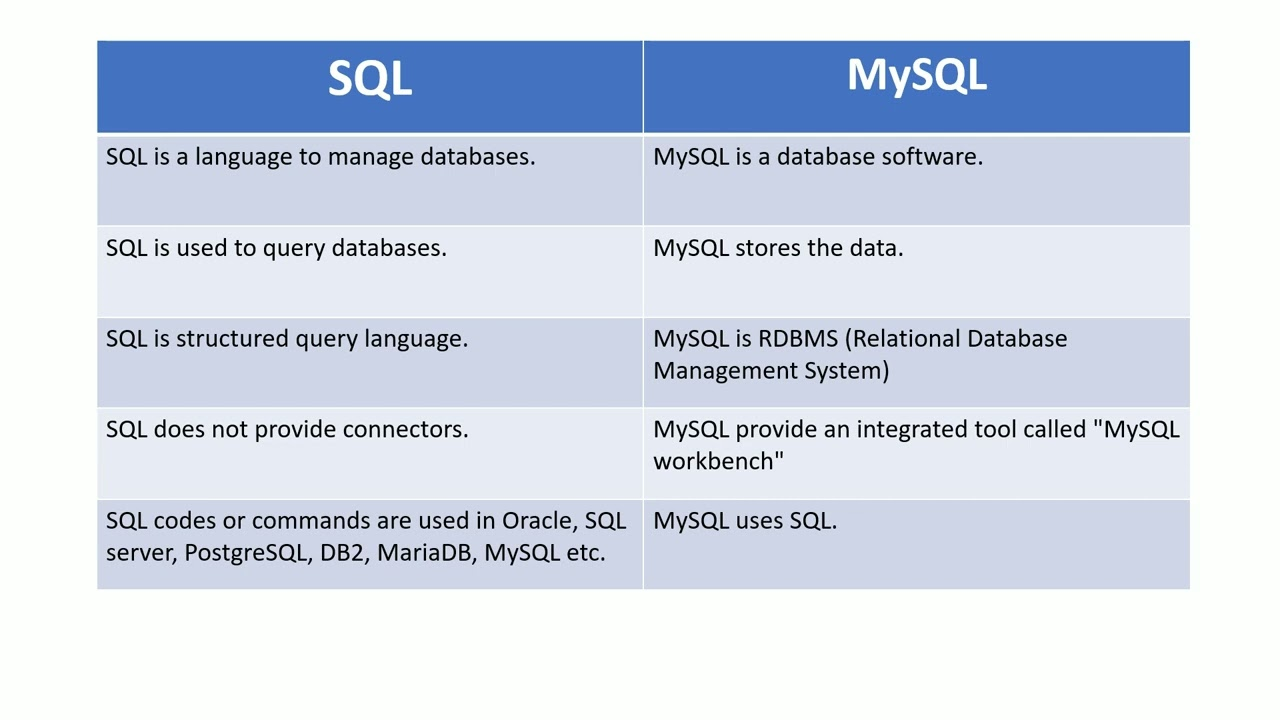 SQL
MySQL
SQL is a language to manage databases.
MySQL is a database software.
SQL is used to query databases.
MySQL stores the data.
SQL is structured query language.
MySQL is RDBMS (Relational Database
Management System)
SQL does not provide connectors.
MySQL provide an integrated tool called "MySQL
workbench"
SQL codes or commands are used in Oracle, SQL
server, PostgreSQL, DB2, MariaDB, MySQL etc.
MySQL uses SQL.